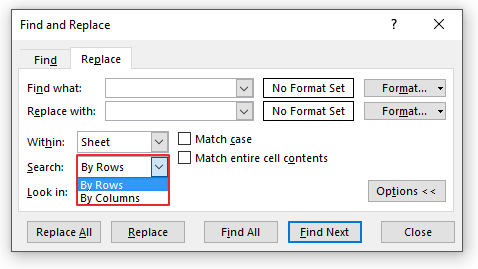 Find and Replace ? ×
Find Replace
Find what: No Format Set Format...
Replace with: No Format Set Format...
Within: Sheet Match case
Search: By Rows Match entire cell contents
By Rows
Look in: By Columns Options <<
Replace All Replace Find All Find Next Close